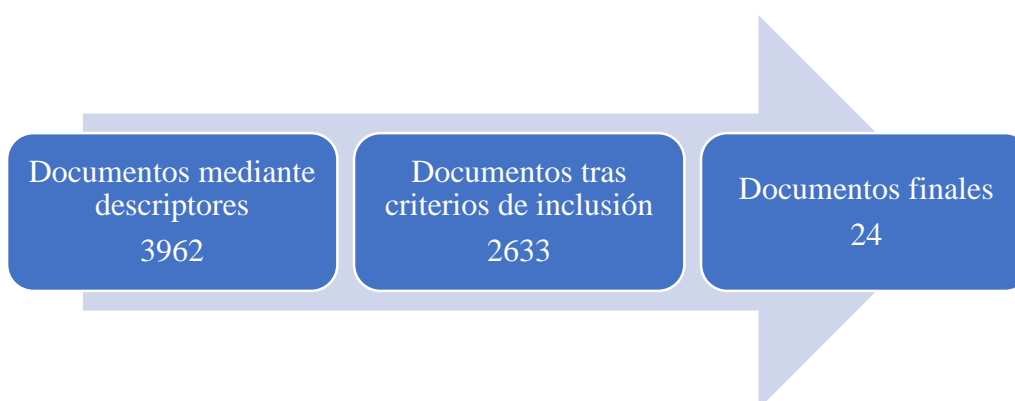 Documentos mediante
descriptores
3962
Documentos tras
criterios de inclusión
2633
Documentos finales
24